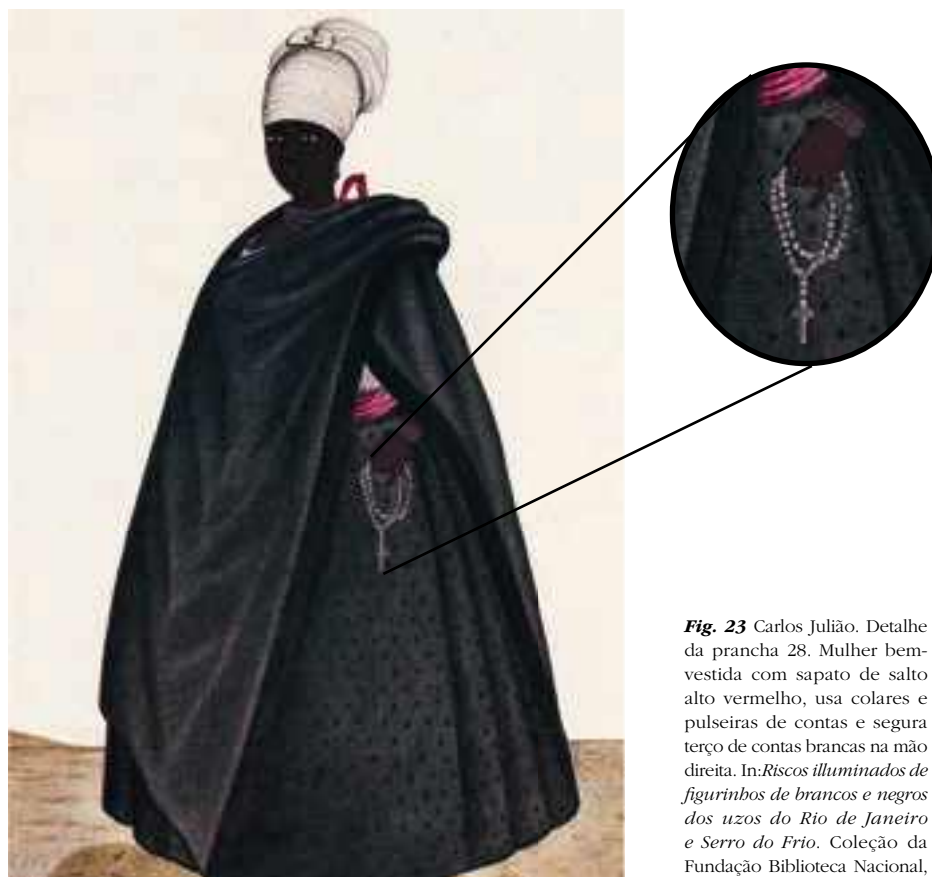 Fig. 23 Carlos Julião. Detalhe
da prancha 28. Mulher bem-
vestida com sapato de salto
alto vermelho, usa colares e
pulseiras de contas e segura
terço de contas brancas na mão
direita. In:Riscos illuminados de
figurinhos de brancos e negros
dos uzos do Rio de Janeiro
e Serro do Frio. Coleção da
Fundação Biblioteca Nacional,